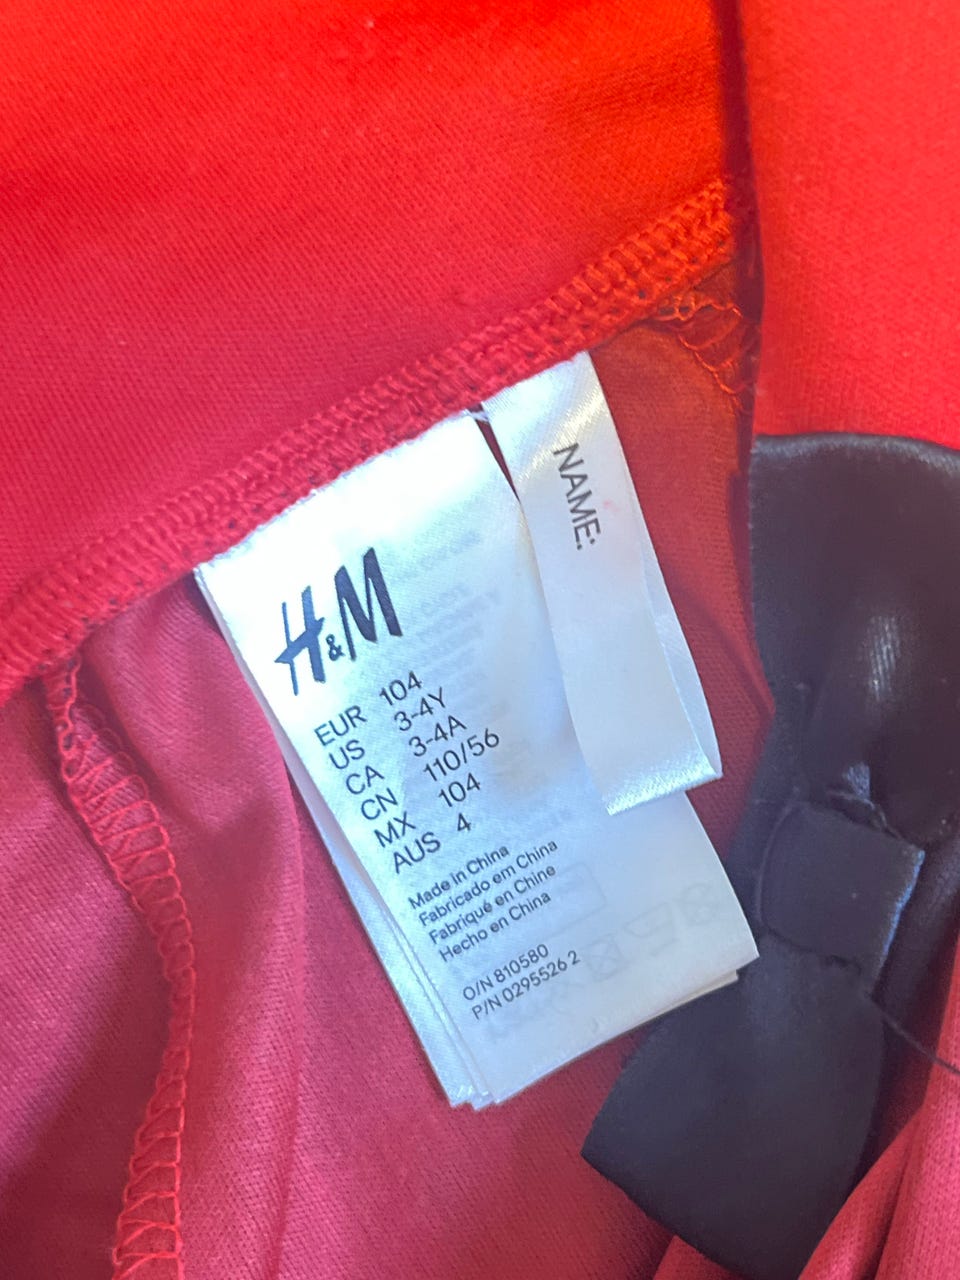 H&M
EUR 104
US 3-4Y
CA 3-4A
CN 110/56
MX 104
AUS 4
Made in China
Fabricado em China
Fabriqué en Chine
Hecho en China
O/N 810580
P/N 0295526 2
NAME: